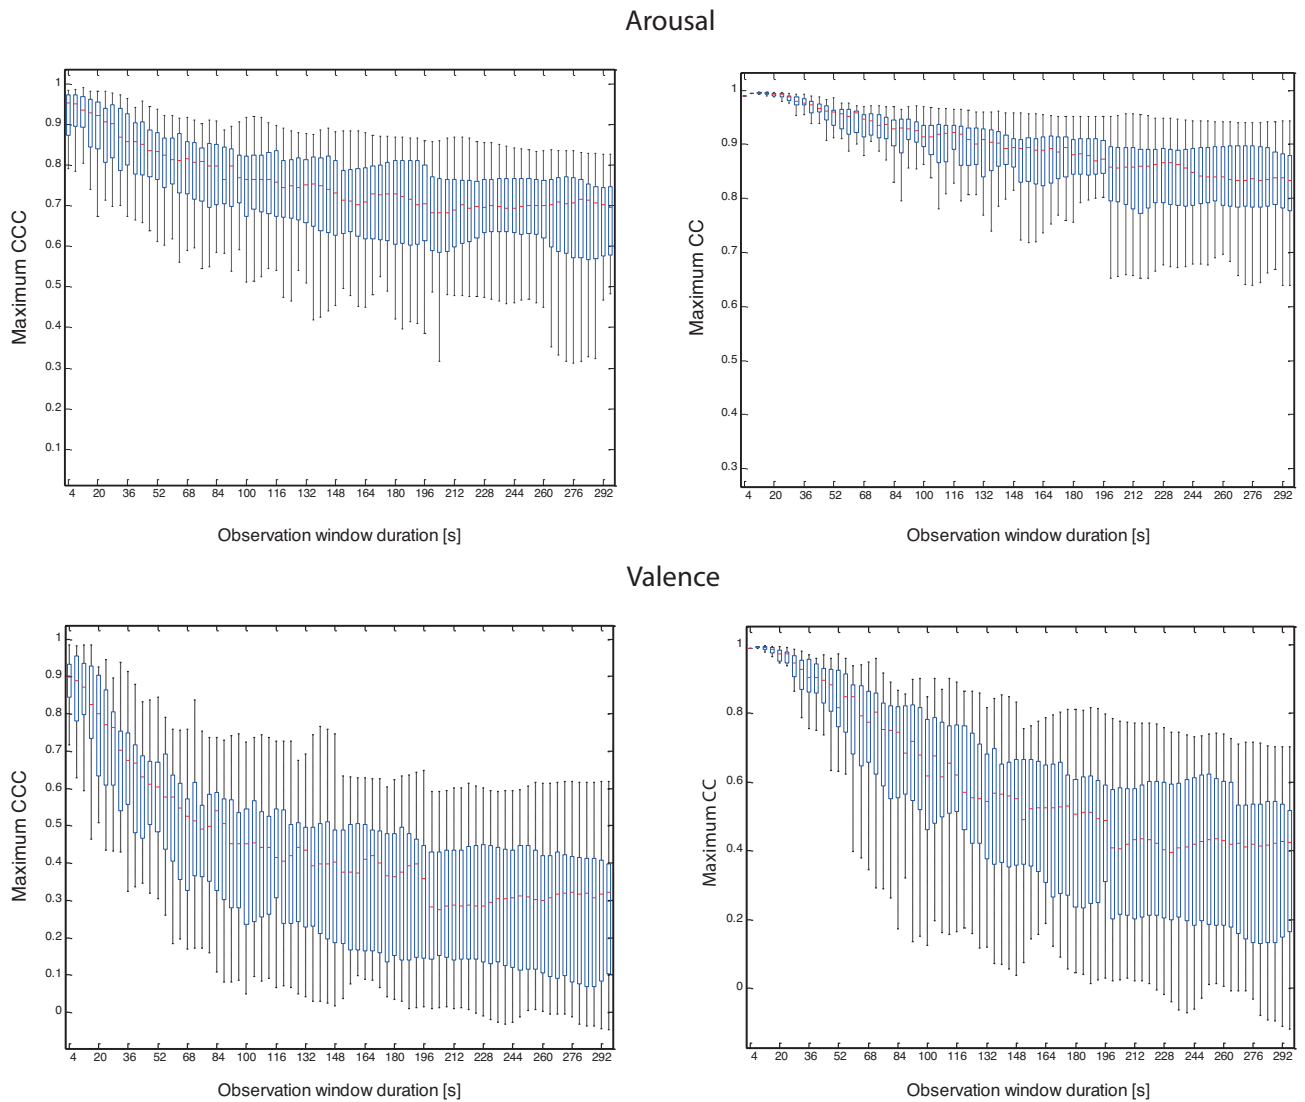 Arousal
Maximum CCC
1
0.9
0.8
0.7
0.6
0.5
0.4
0.3
0.2
0.1
4 20 36 52 68 84 100 116 132 148 164 180 196 212 228 244 260 276 292
Observation window duration [s]
Maximum CC
1
0.9
0.8
0.7
0.6
0.5
0.4
0.3
4 20 36 52 68 84 100 116 132 148 164 180 196 212 228 244 260 276 292
Observation window duration [s]
Valence
Maximum CCC
1
0.9
0.8
0.7
0.6
0.5
0.4
0.3
0.2
0.1
0
4 20 36 52 68 84 100 116 132 148 164 180 196 212 228 244 260 276 292
Observation window duration [s]
Maximum CC
1
0.8
0.6
0.4
0.2
0
4 20 36 52 68 84 100 116 132 148 164 180 196 212 228 244 260 276 292
Observation window duration [s]